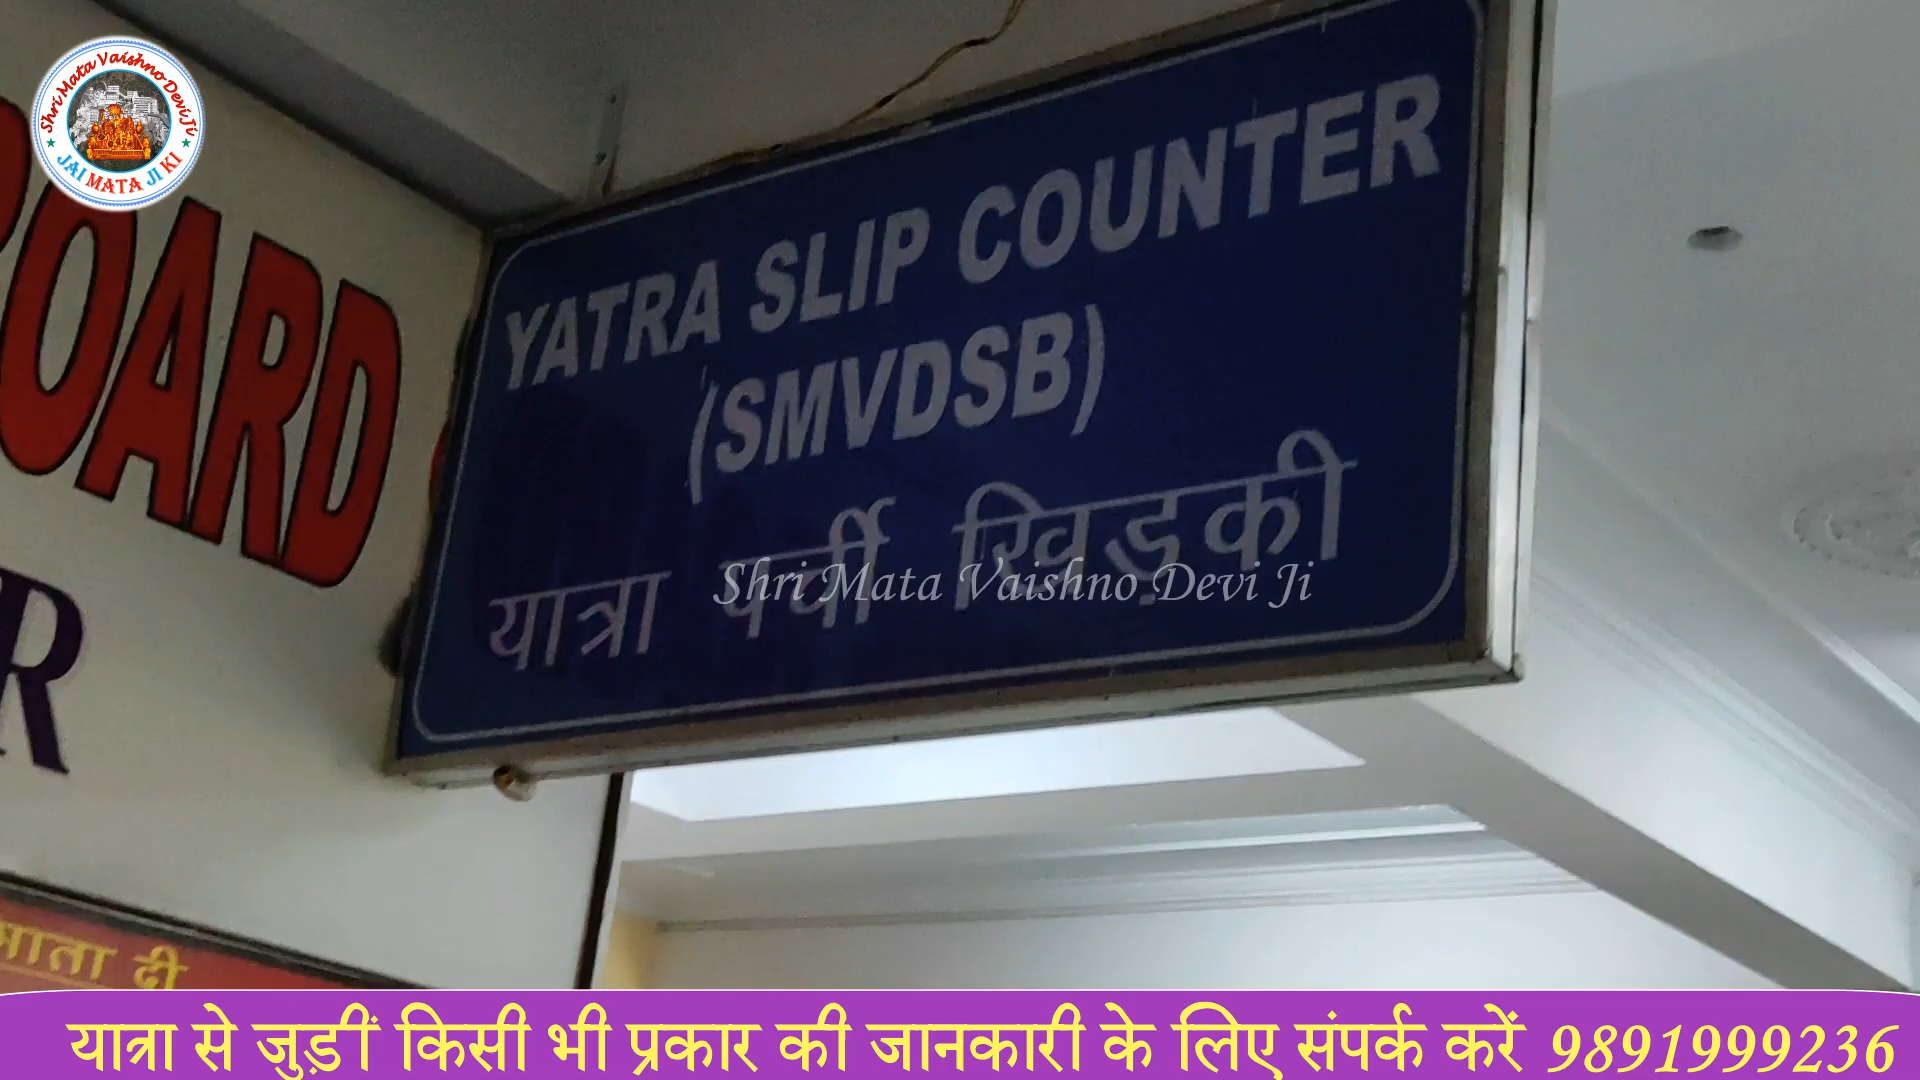 Shri Mata Vaishno Devi Ji
JAI MATA JI KI
OARD
R
YATRA SLIP COUNTER
(SMVDSB)
यात्रा पर्ची खिड़की
Shri Mata Vaishno Devi Ji
माता दी
यात्रा से जुड़ीं किसी भी प्रकार की जानकारी के लिए संपर्क करें 9891999236